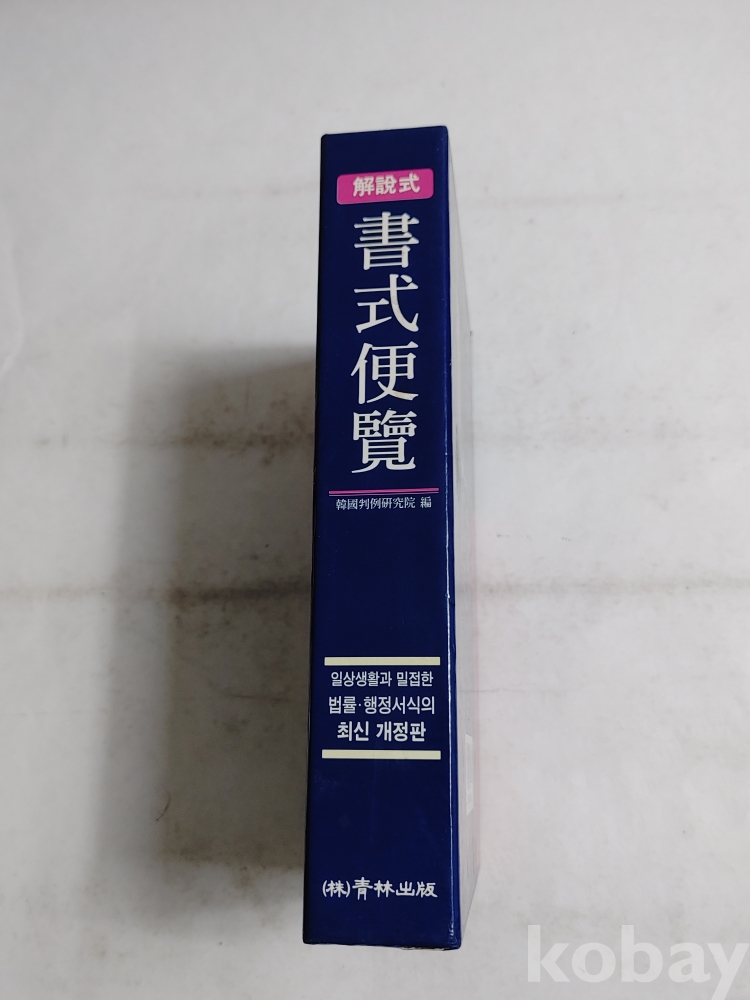 解說式
書式便覽
韓國判例硏究院 編
일상생활과 밀접한
법률·행정서식의
최신 개정판
(株)靑林出版
kobay